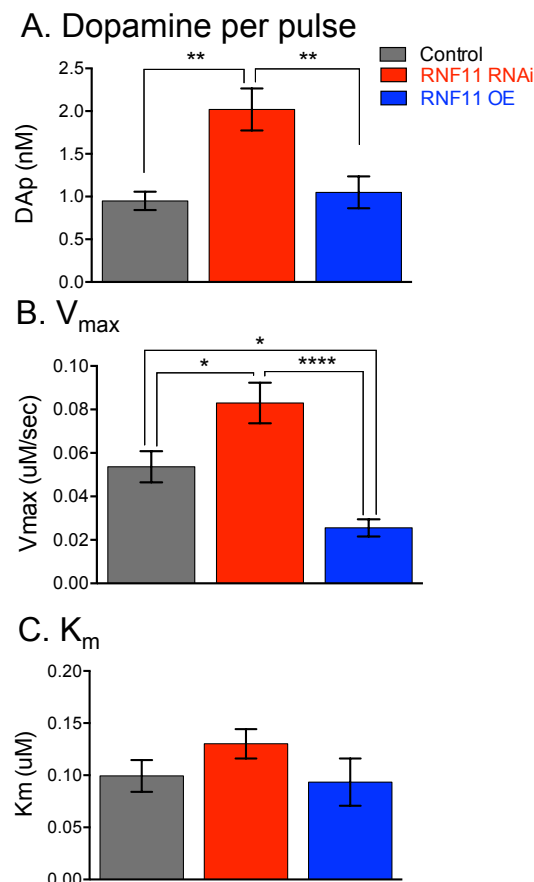 A. Dopamine per pulse
Control
RNF11 RNAi
RNF11 OE
** **
DAp (nM)
2.5
2.0
1.5
1.0
0.5
0.0
B. Vmax
*
* ****
Vmax (uM/sec)
0.10
0.08
0.06
0.04
0.02
0.00
C. Km
Km (uM)
0.20
0.15
0.10
0.05
0.00